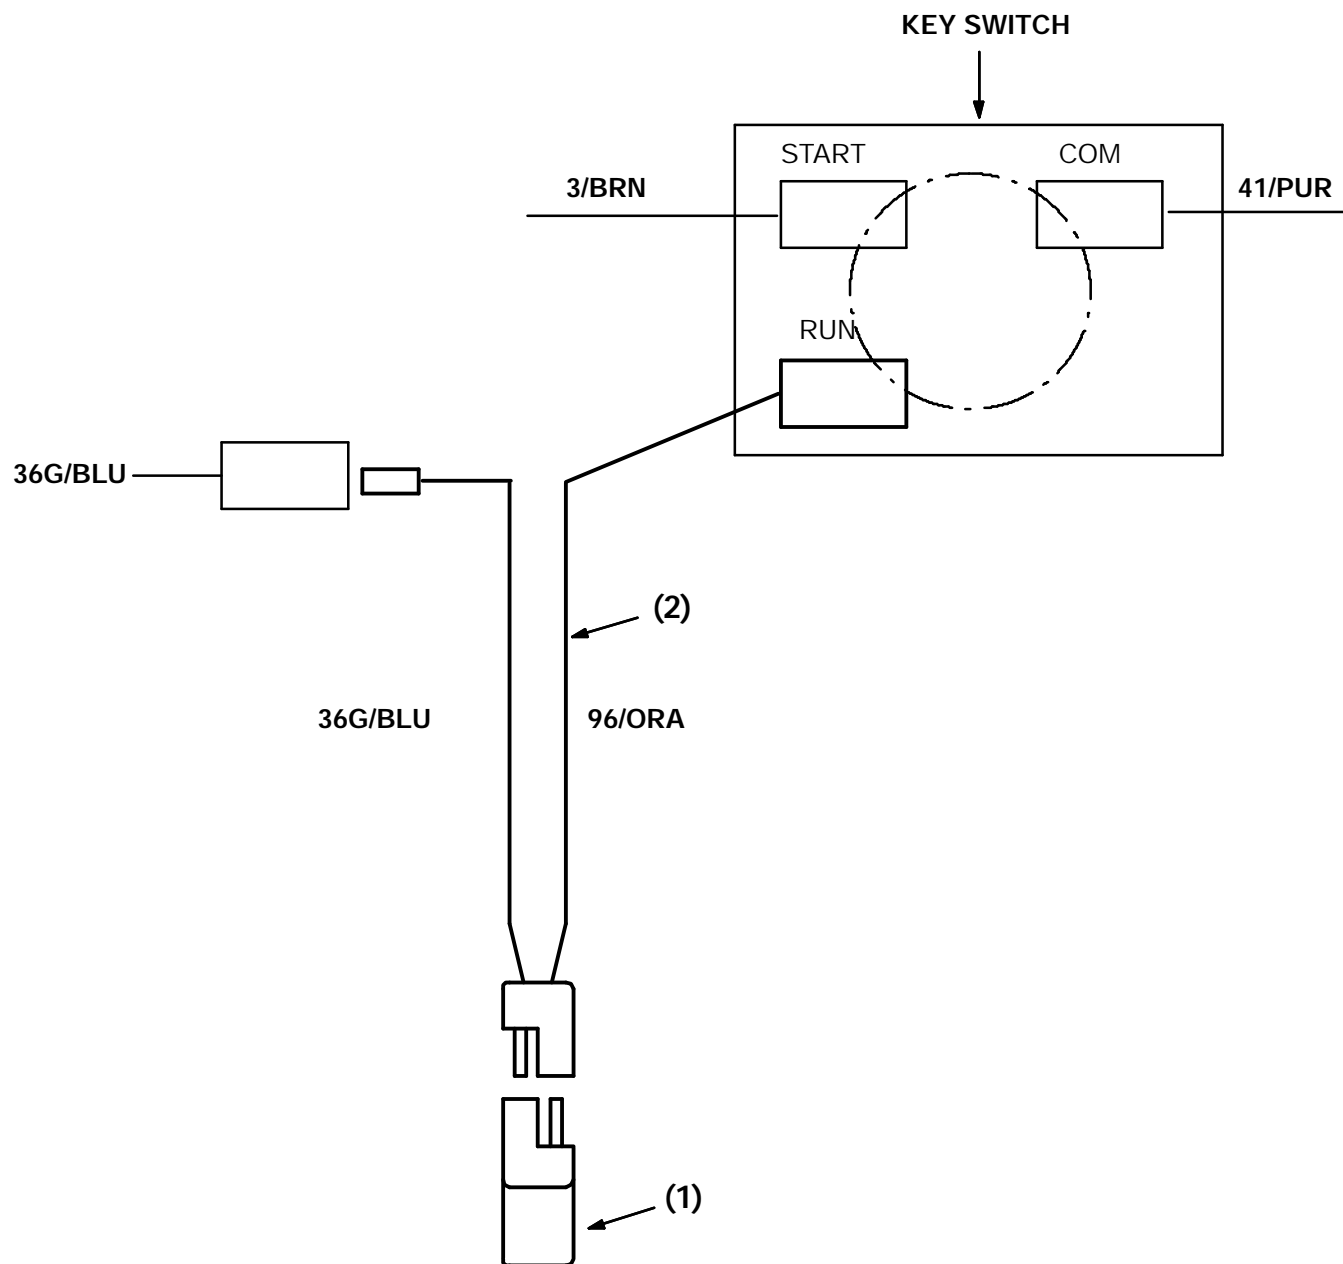 KEY SWITCH
START
COM
3/BRN
41/PUR
RUN
36G/BLU
(2)
36G/BLU
96/ORA
(1)